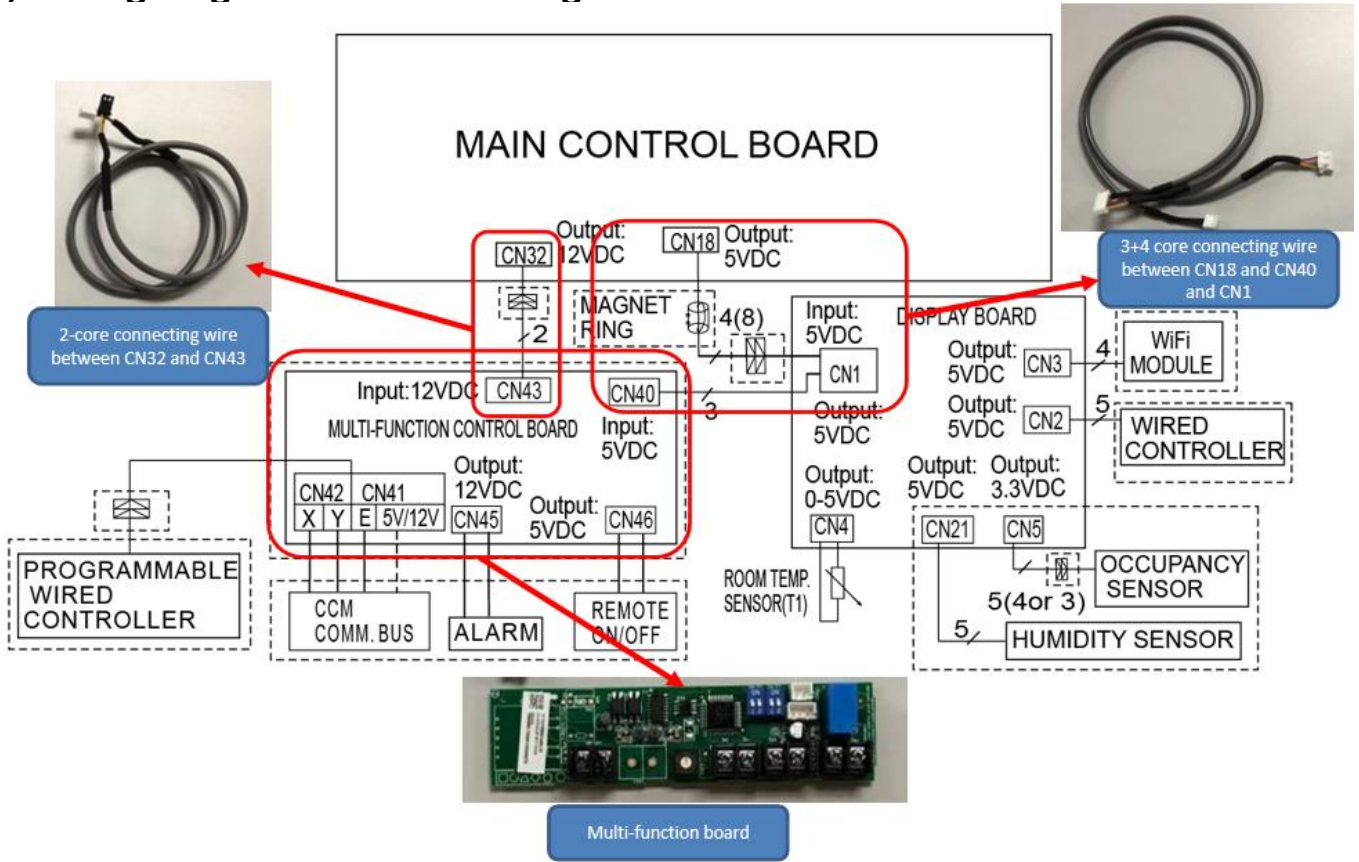 MAIN CONTROL BOARD
Output:
12VDC
CN32
CN18
Output:
5VDC
3+4 core connecting wire
between CN18 and CN40
and CN1
2-core connecting wire
between CN32 and CN43
MAGNET
RING
4(8)
2
Input:
5VDC
DISPLAY BOARD
CN1
Output:
5VDC
CN3
4
WiFi
MODULE
Input:12VDC
CN43
CN40
3
Output:
5VDC
CN2
5
WIRED
CONTROLLER
MULTI-FUNCTION CONTROL BOARD
Input:
5VDC
Output:
5VDC
Output:
12VDC
Output:
0-5VDC
Output:
5VDC
Output:
3.3VDC
CN42
CN41
X
Y
E
5V/12V
CN45
Output:
5VDC
CN46
CN4
CN21
CN5
PROGRAMMABLE
WIRED
CONTROLLER
CCM
COMM. BUS
ALARM
REMOTE
ON/OFF
ROOM TEMP.
SENSOR(T1)
5(4or 3)
OCCUPANCY
SENSOR
5
HUMIDITY SENSOR
Multi-function board